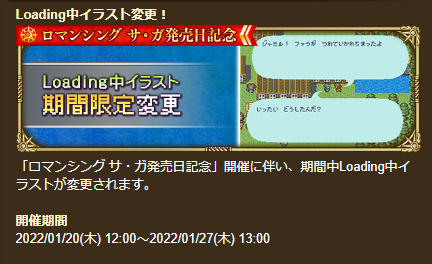 Loading中イラスト変更！
ロマンシング サ・ガ発売日記念
Loading中イラスト
期間限定変更
ジャミル！ ファラが つれていかれちまったよ
いったい どうしたんだ？
「ロマンシング サ・ガ発売日記念」開催に伴い、期間中Loading中イ
ラストが変更されます。
開催期間
2022/01/20(木) 12:00～2022/01/27(木) 13:00